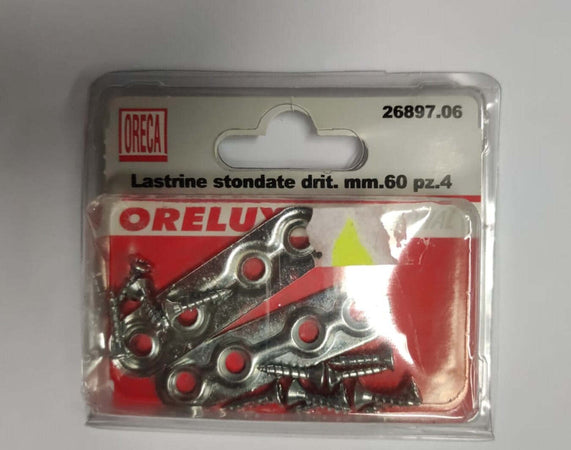 ORECA
26897.06
Lastrine stondate drit. mm.60 pz.4
ORELUX